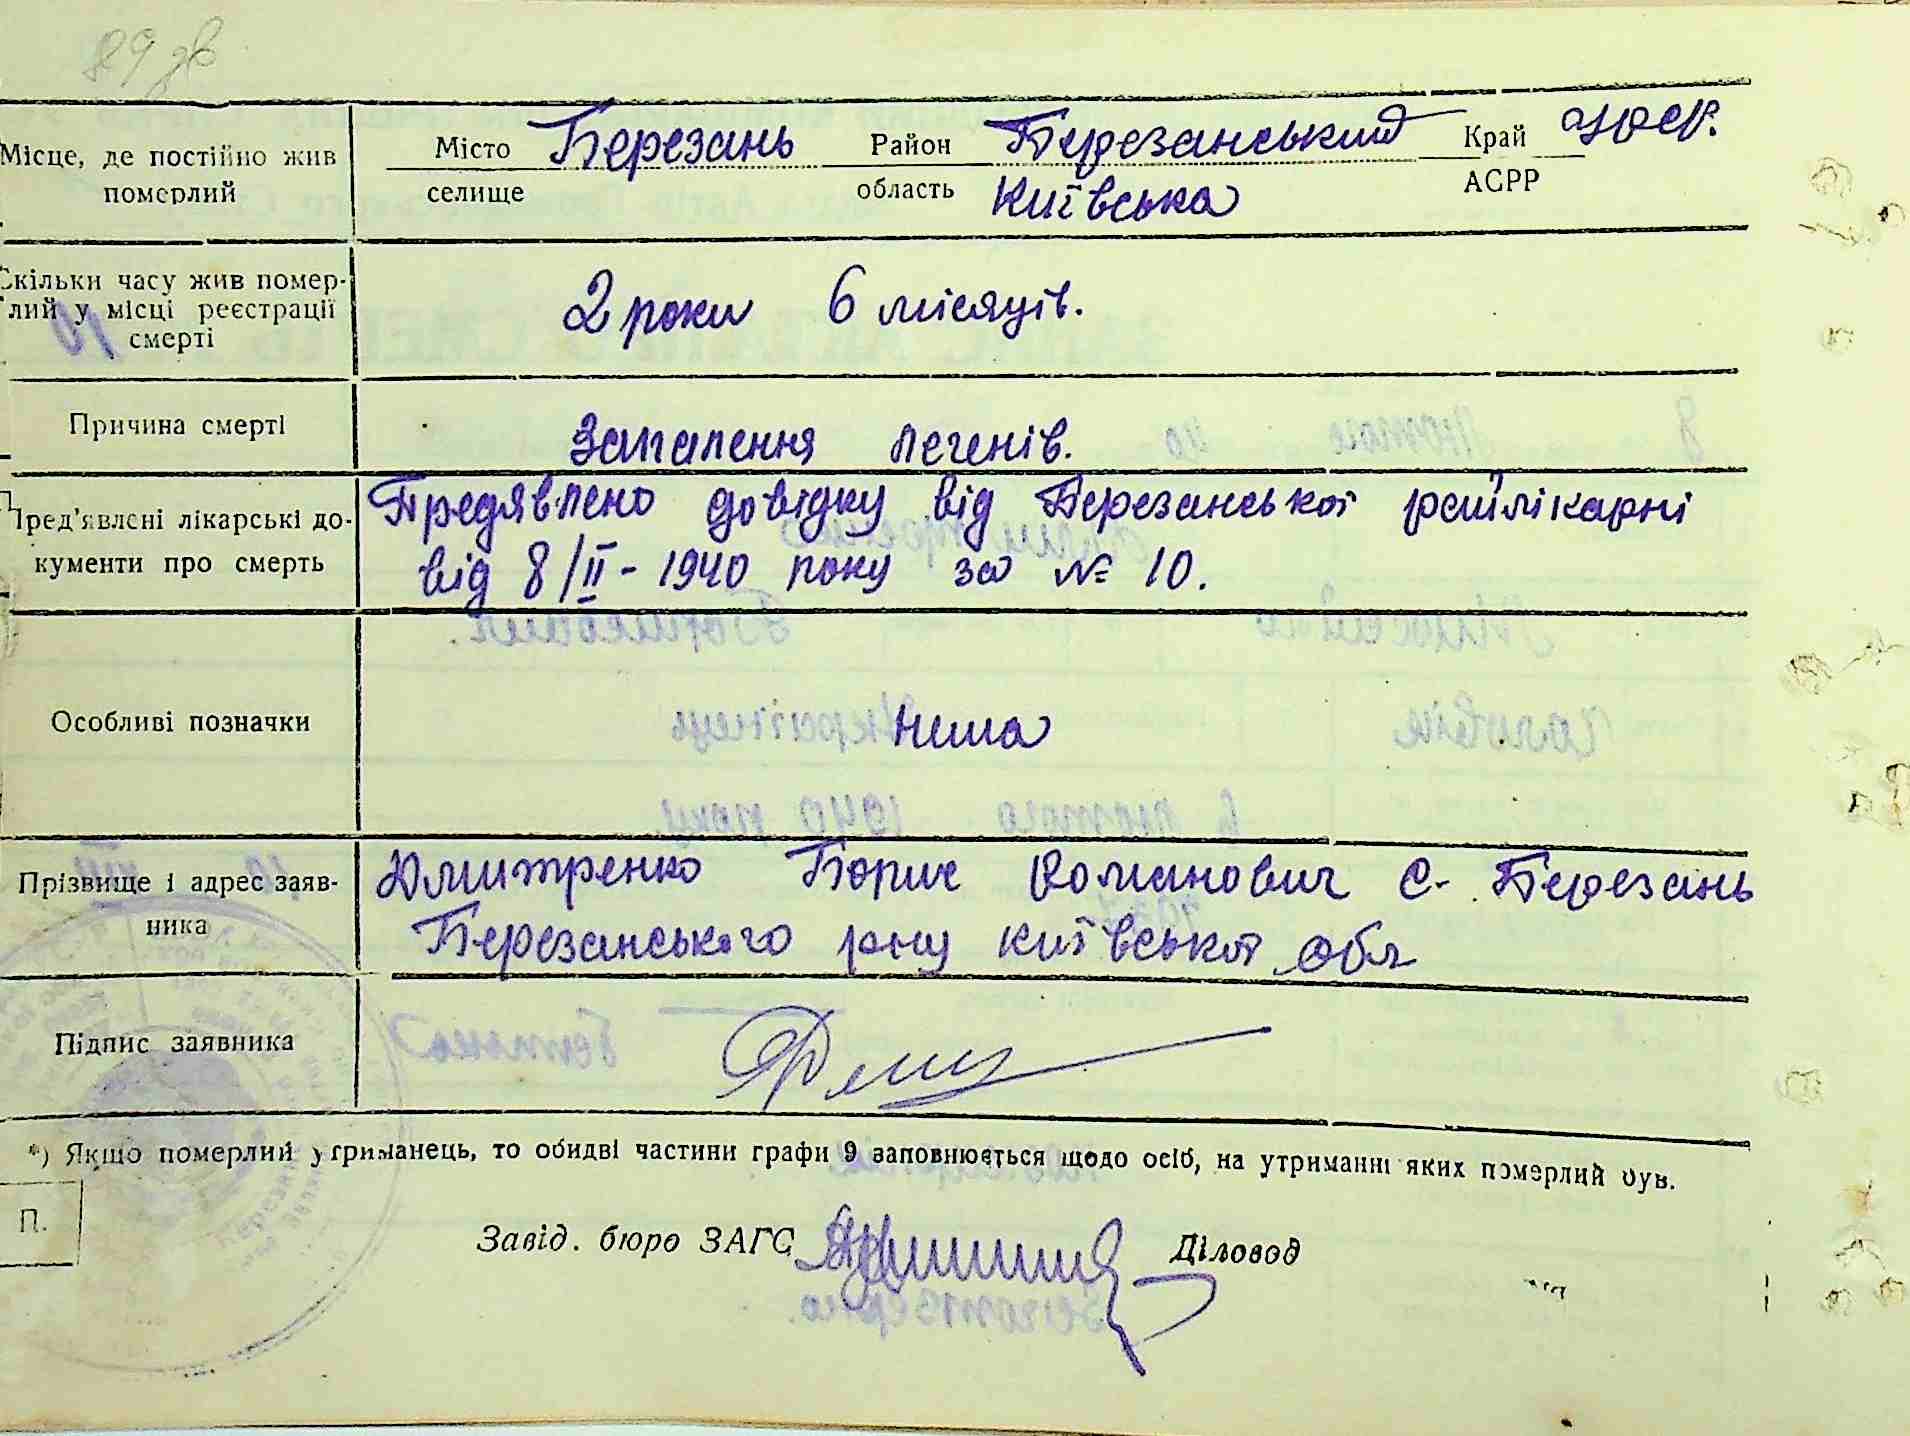 89 зв
Місце, де постійно жив померлий
Місто Березань Район Березанський Край УРСР.
селище область Київська АСРР
Скільки часу жив померлий у місці реєстрації смерті
2 роки 6 місяців.
Причина смерті
Запалення легенів.
Пред'явлені лікарські документи про смерть
Предявлено довідку від Березанської райлікарні
від 8/II - 1940 року за № 10.
Особливі позначки
нема
Прізвище і адрес заявника
Дмитренко Борис Романович с. Березань
Березанського р-ну Київської обл
Підпис заявника
*) Якщо померлий утриманець, то обидві частини графи 9 заповнюється щодо осіб, на утриманні яких померлий був.
П.
Завід. бюро ЗАГС Діловод